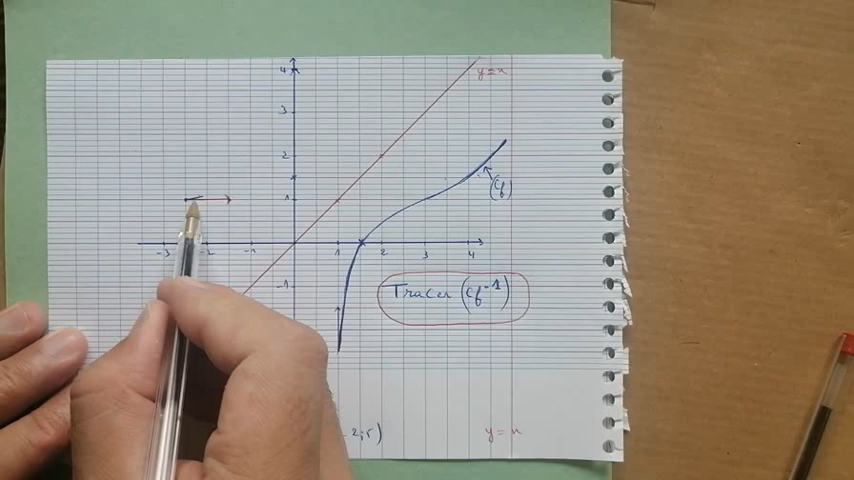 4
y=x
3
2
1
(Cf)
-3 -2 -1 1 2 3 4
-1
Tracer (Cf⁻¹)
y=x